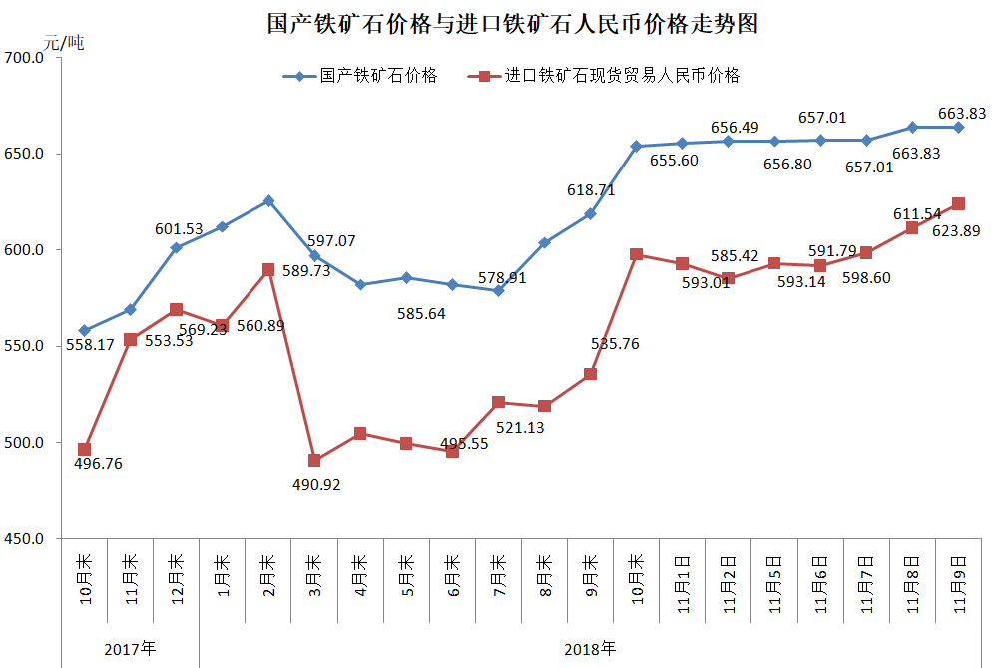 国产铁矿石价格与进口铁矿石人民币价格走势图
元/吨
700.0
650.0
600.0
550.0
500.0
450.0
国产铁矿石价格
进口铁矿石现货贸易人民币价格
558.17
601.53
597.07
585.64
578.91
618.71
655.60
656.49
656.80
657.01
657.01
663.83
663.83
496.76
553.53
569.23
560.89
589.73
490.92
495.55
521.13
535.76
593.01
585.42
593.14
591.79
598.60
611.54
623.89
10月末
11月末
12月末
1月末
2月末
3月末
4月末
5月末
6月末
7月末
8月末
9月末
10月末
11月1日
11月2日
11月5日
11月6日
11月7日
11月8日
11月9日
2017年
2018年